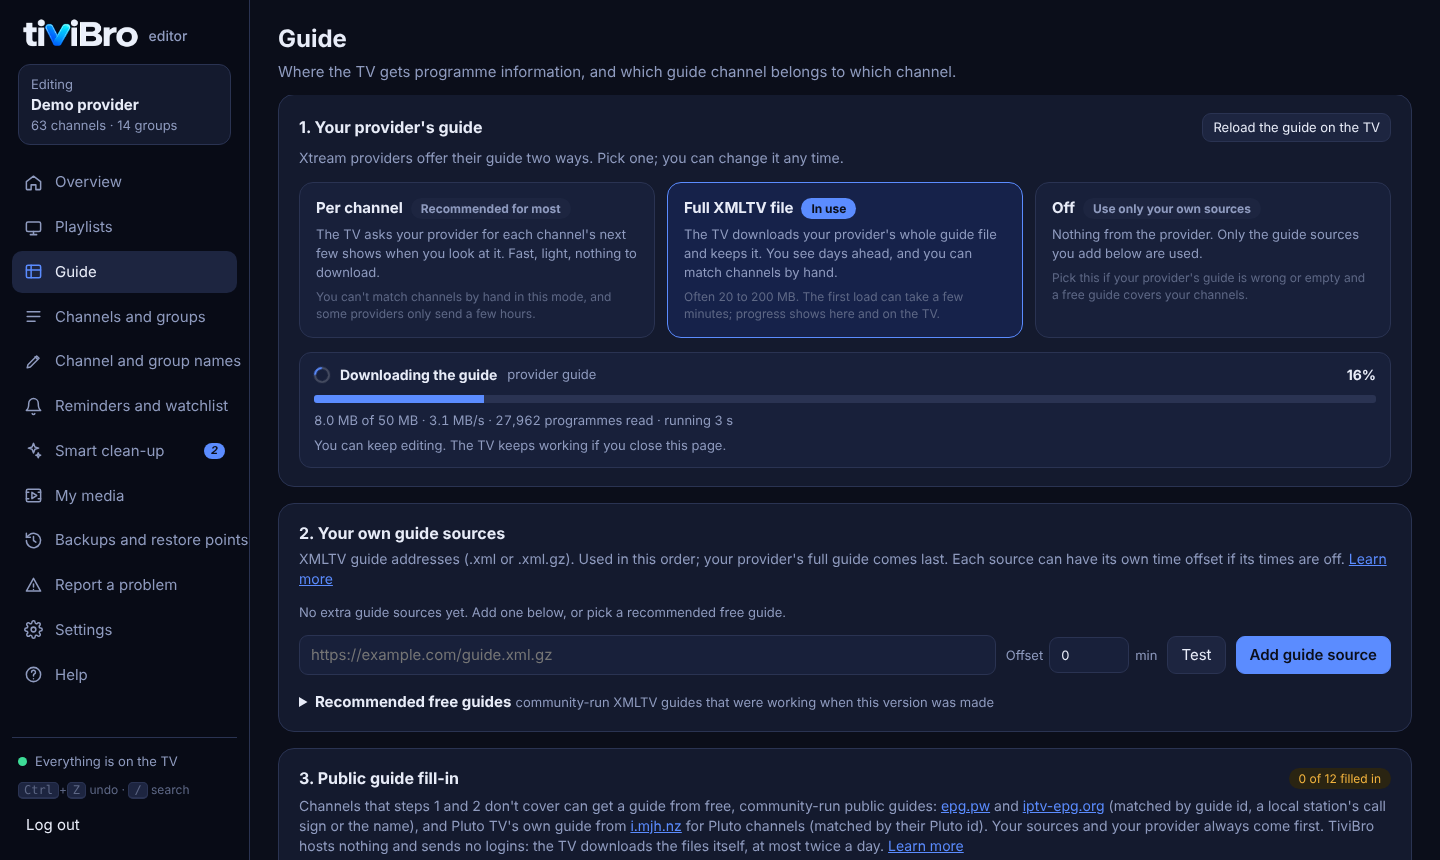 tiviBro editor
Editing
Demo provider
63 channels · 14 groups
Overview
Playlists
Guide
Channels and groups
Channel and group names
Reminders and watchlist
Smart clean-up 2
My media
Backups and restore points
Report a problem
Settings
Help
Everything is on the TV
Ctrl+Z undo · / search
Log out
Guide
Where the TV gets programme information, and which guide channel belongs to which channel.
1. Your provider's guide
Reload the guide on the TV
Xtream providers offer their guide two ways. Pick one; you can change it any time.
Per channel Recommended for most
The TV asks your provider for each channel's next
few shows when you look at it. Fast, light, nothing to
download.
You can't match channels by hand in this mode, and
some providers only send a few hours.
Full XMLTV file In use
The TV downloads your provider's whole guide file
and keeps it. You see days ahead, and you can
match channels by hand.
Often 20 to 200 MB. The first load can take a few
minutes; progress shows here and on the TV.
Off Use only your own sources
Nothing from the provider. Only the guide sources
you add below are used.
Pick this if your provider's guide is wrong or empty and
a free guide covers your channels.
Downloading the guide provider guide 16%
8.0 MB of 50 MB · 3.1 MB/s · 27,962 programmes read · running 3 s
You can keep editing. The TV keeps working if you close this page.
2. Your own guide sources
XMLTV guide addresses (.xml or .xml.gz). Used in this order; your provider's full guide comes last. Each source can have its own time offset if its times are off. Learn
more
No extra guide sources yet. Add one below, or pick a recommended free guide.
https://example.com/guide.xml.gz Offset 0 min Test Add guide source
Recommended free guides community-run XMLTV guides that were working when this version was made
3. Public guide fill-in 0 of 12 filled in
Channels that steps 1 and 2 don't cover can get a guide from free, community-run public guides: epg.pw and iptv-epg.org (matched by guide id, a local station's call
sign or the name), and Pluto TV's own guide from i.mjh.nz for Pluto channels (matched by their Pluto id). Your sources and your provider always come first. TiviBro
hosts nothing and sends no logins: the TV downloads the files itself, at most twice a day. Learn more